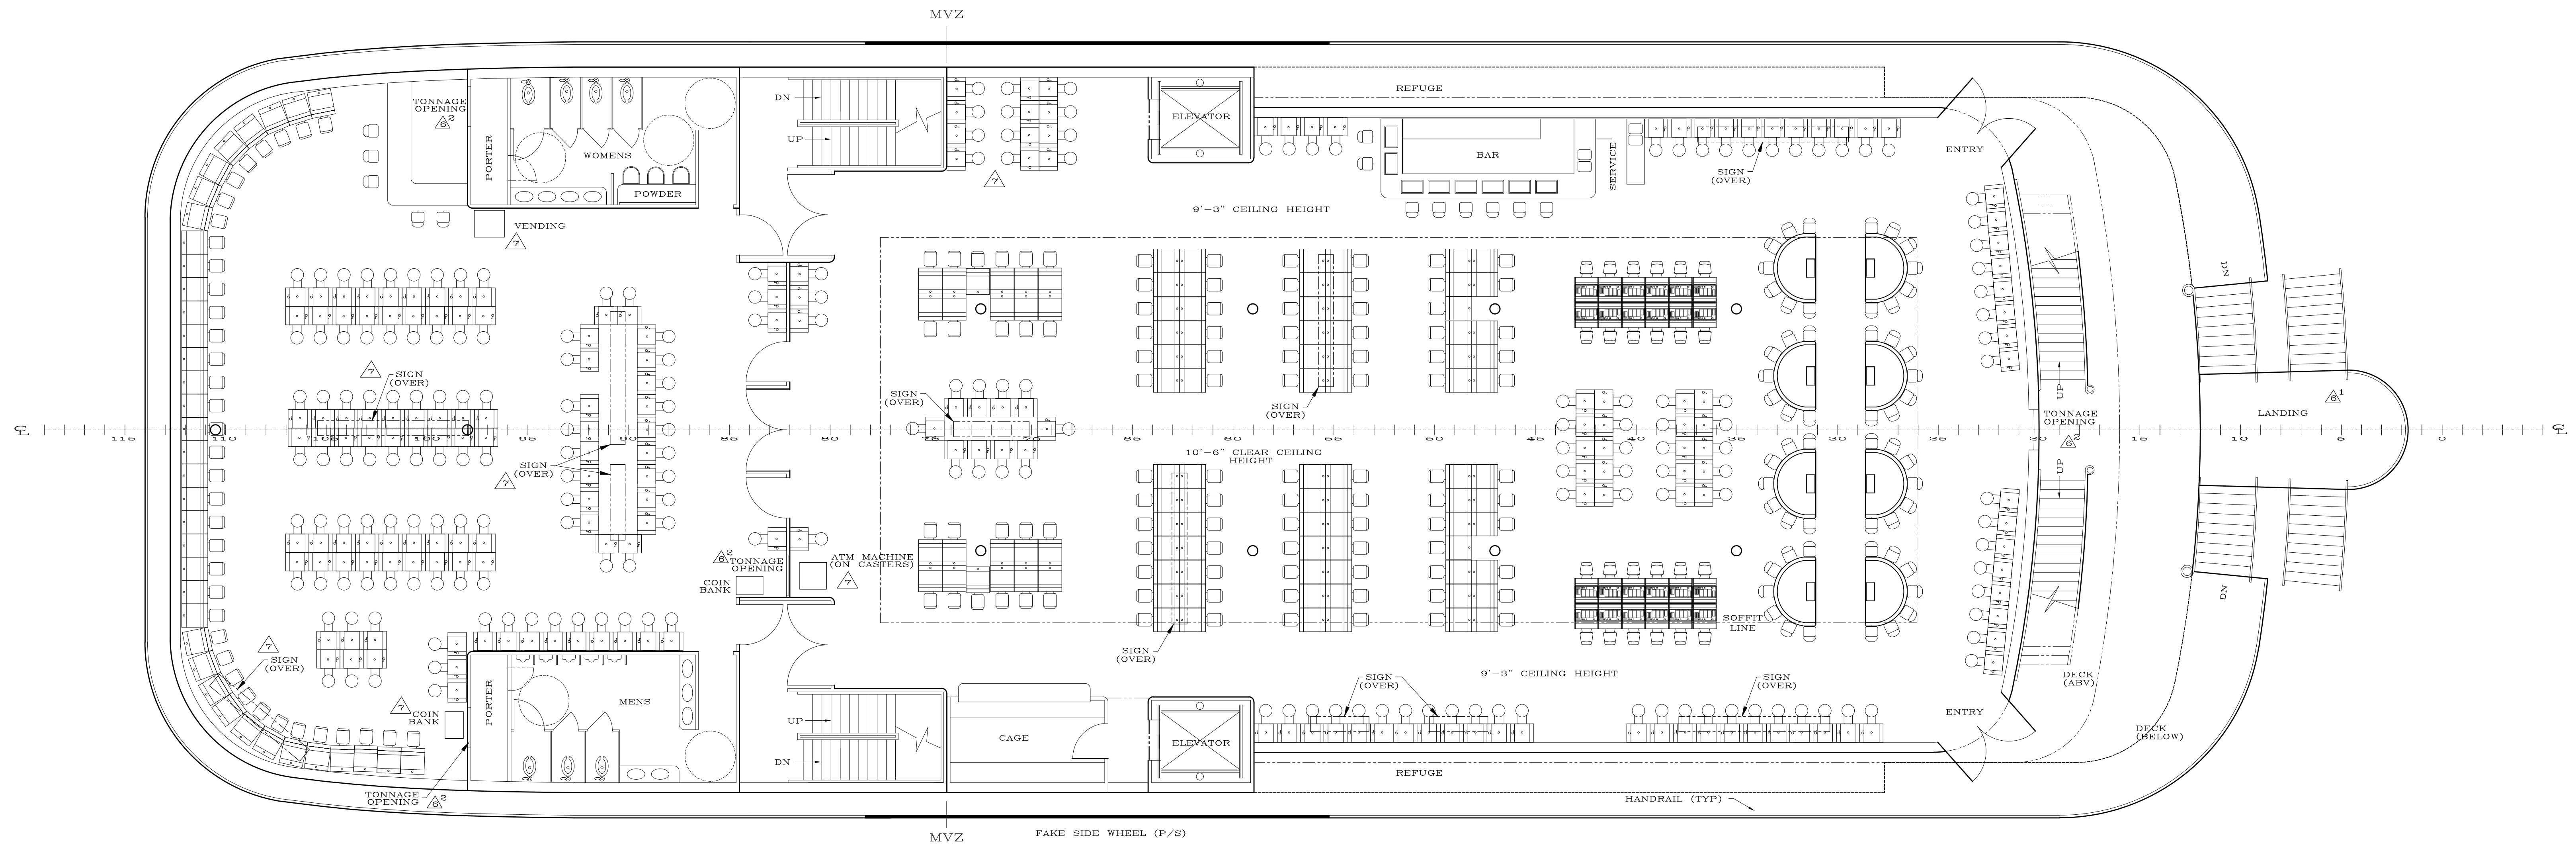 MVZ
REFUGE
TONNAGE
OPENING
6
2
DN
UP
ELEVATOR
PORTER
WOMENS
POWDER
BAR
SERVICE
ENTRY
SIGN
(OVER)
7
9'-3" CEILING HEIGHT
VENDING
7
DN
7
SIGN
(OVER)
SIGN
(OVER)
SIGN
(OVER)
UP
6
1
LANDING
TONNAGE
OPENING
6
2
℄ 115 110 105 100 95 90 85 80 75 70 65 60 55 50 45 40 35 30 25 20 15 10 5 0 ℄
10'-6" CLEAR CEILING
HEIGHT
SIGN
(OVER)
7
UP
6
2
TONNAGE
OPENING
COIN
BANK
ATM MACHINE
(ON CASTERS)
7
DN
SOFFIT
LINE
7
SIGN
(OVER)
SIGN
(OVER)
9'-3" CEILING HEIGHT
DECK
(ABV)
SIGN
(OVER)
SIGN
(OVER)
7
COIN
BANK
PORTER
MENS
UP
DN
CAGE
ELEVATOR
ENTRY
DECK
(BELOW)
REFUGE
TONNAGE
OPENING
6
2
HANDRAIL (TYP)
MVZ
FAKE SIDE WHEEL (P/S)